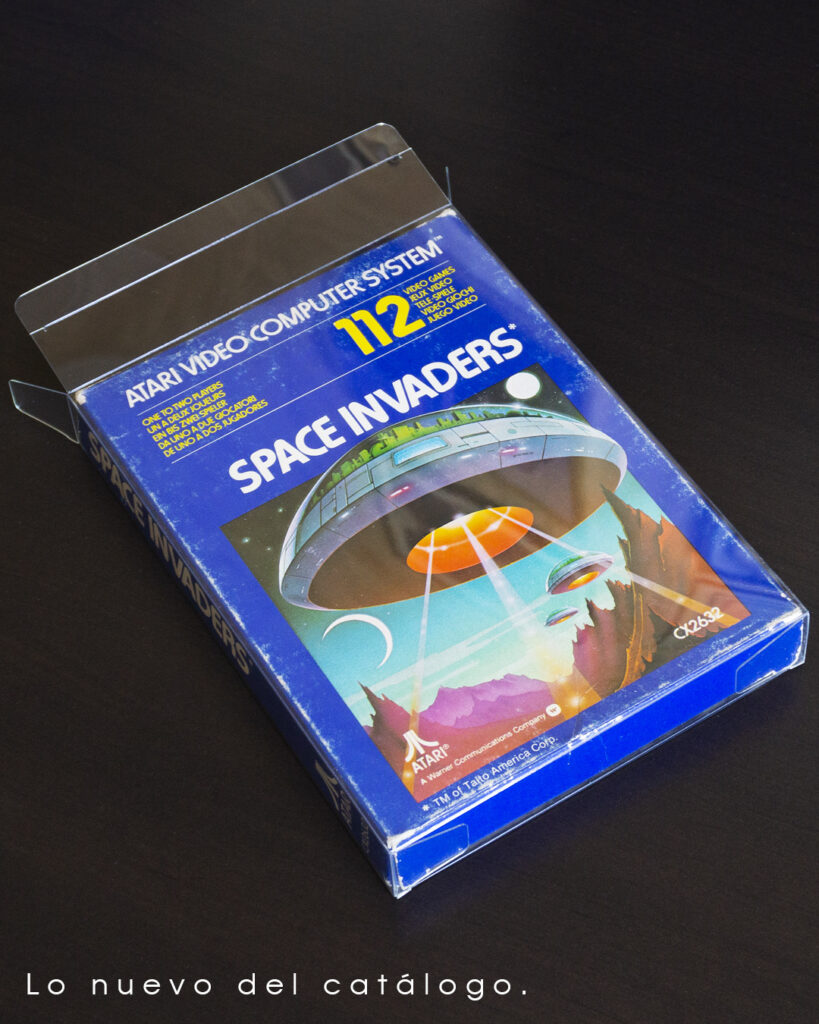 ATARI VIDEO COMPUTER SYSTEM™
112
VIDEO GAMES
JEUX VIDEO
TELE-SPIELE
VIDEO GIOCHI
JUEGO VIDEO
ONE TO TWO PLAYERS
UN A DEUX JOUEURS
EIN BIS ZWEI-SPIELER
DA UNO A DUE GIOCATORI
DE UNO A DOS JUGADORES
SPACE INVADERS*
SPACE INVADERS
CX2632
ATARI®
A Warner Communications Company
* TM of Taito America Corp.
ATARI
Lo nuevo del catálogo.